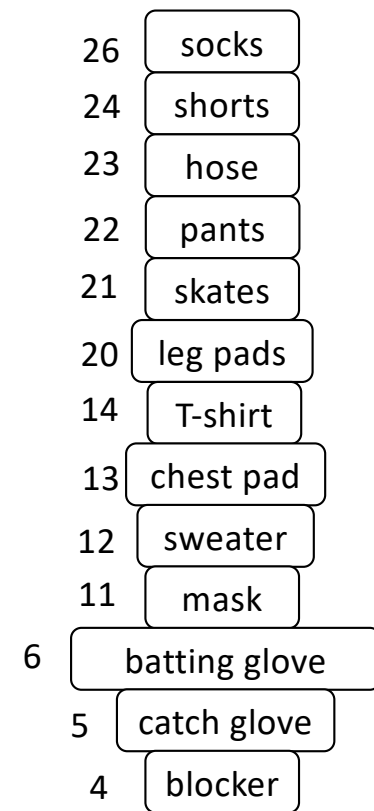 26 socks
24 shorts
23 hose
22 pants
21 skates
20 leg pads
14 T-shirt
13 chest pad
12 sweater
11 mask
6 batting glove
5 catch glove
4 blocker